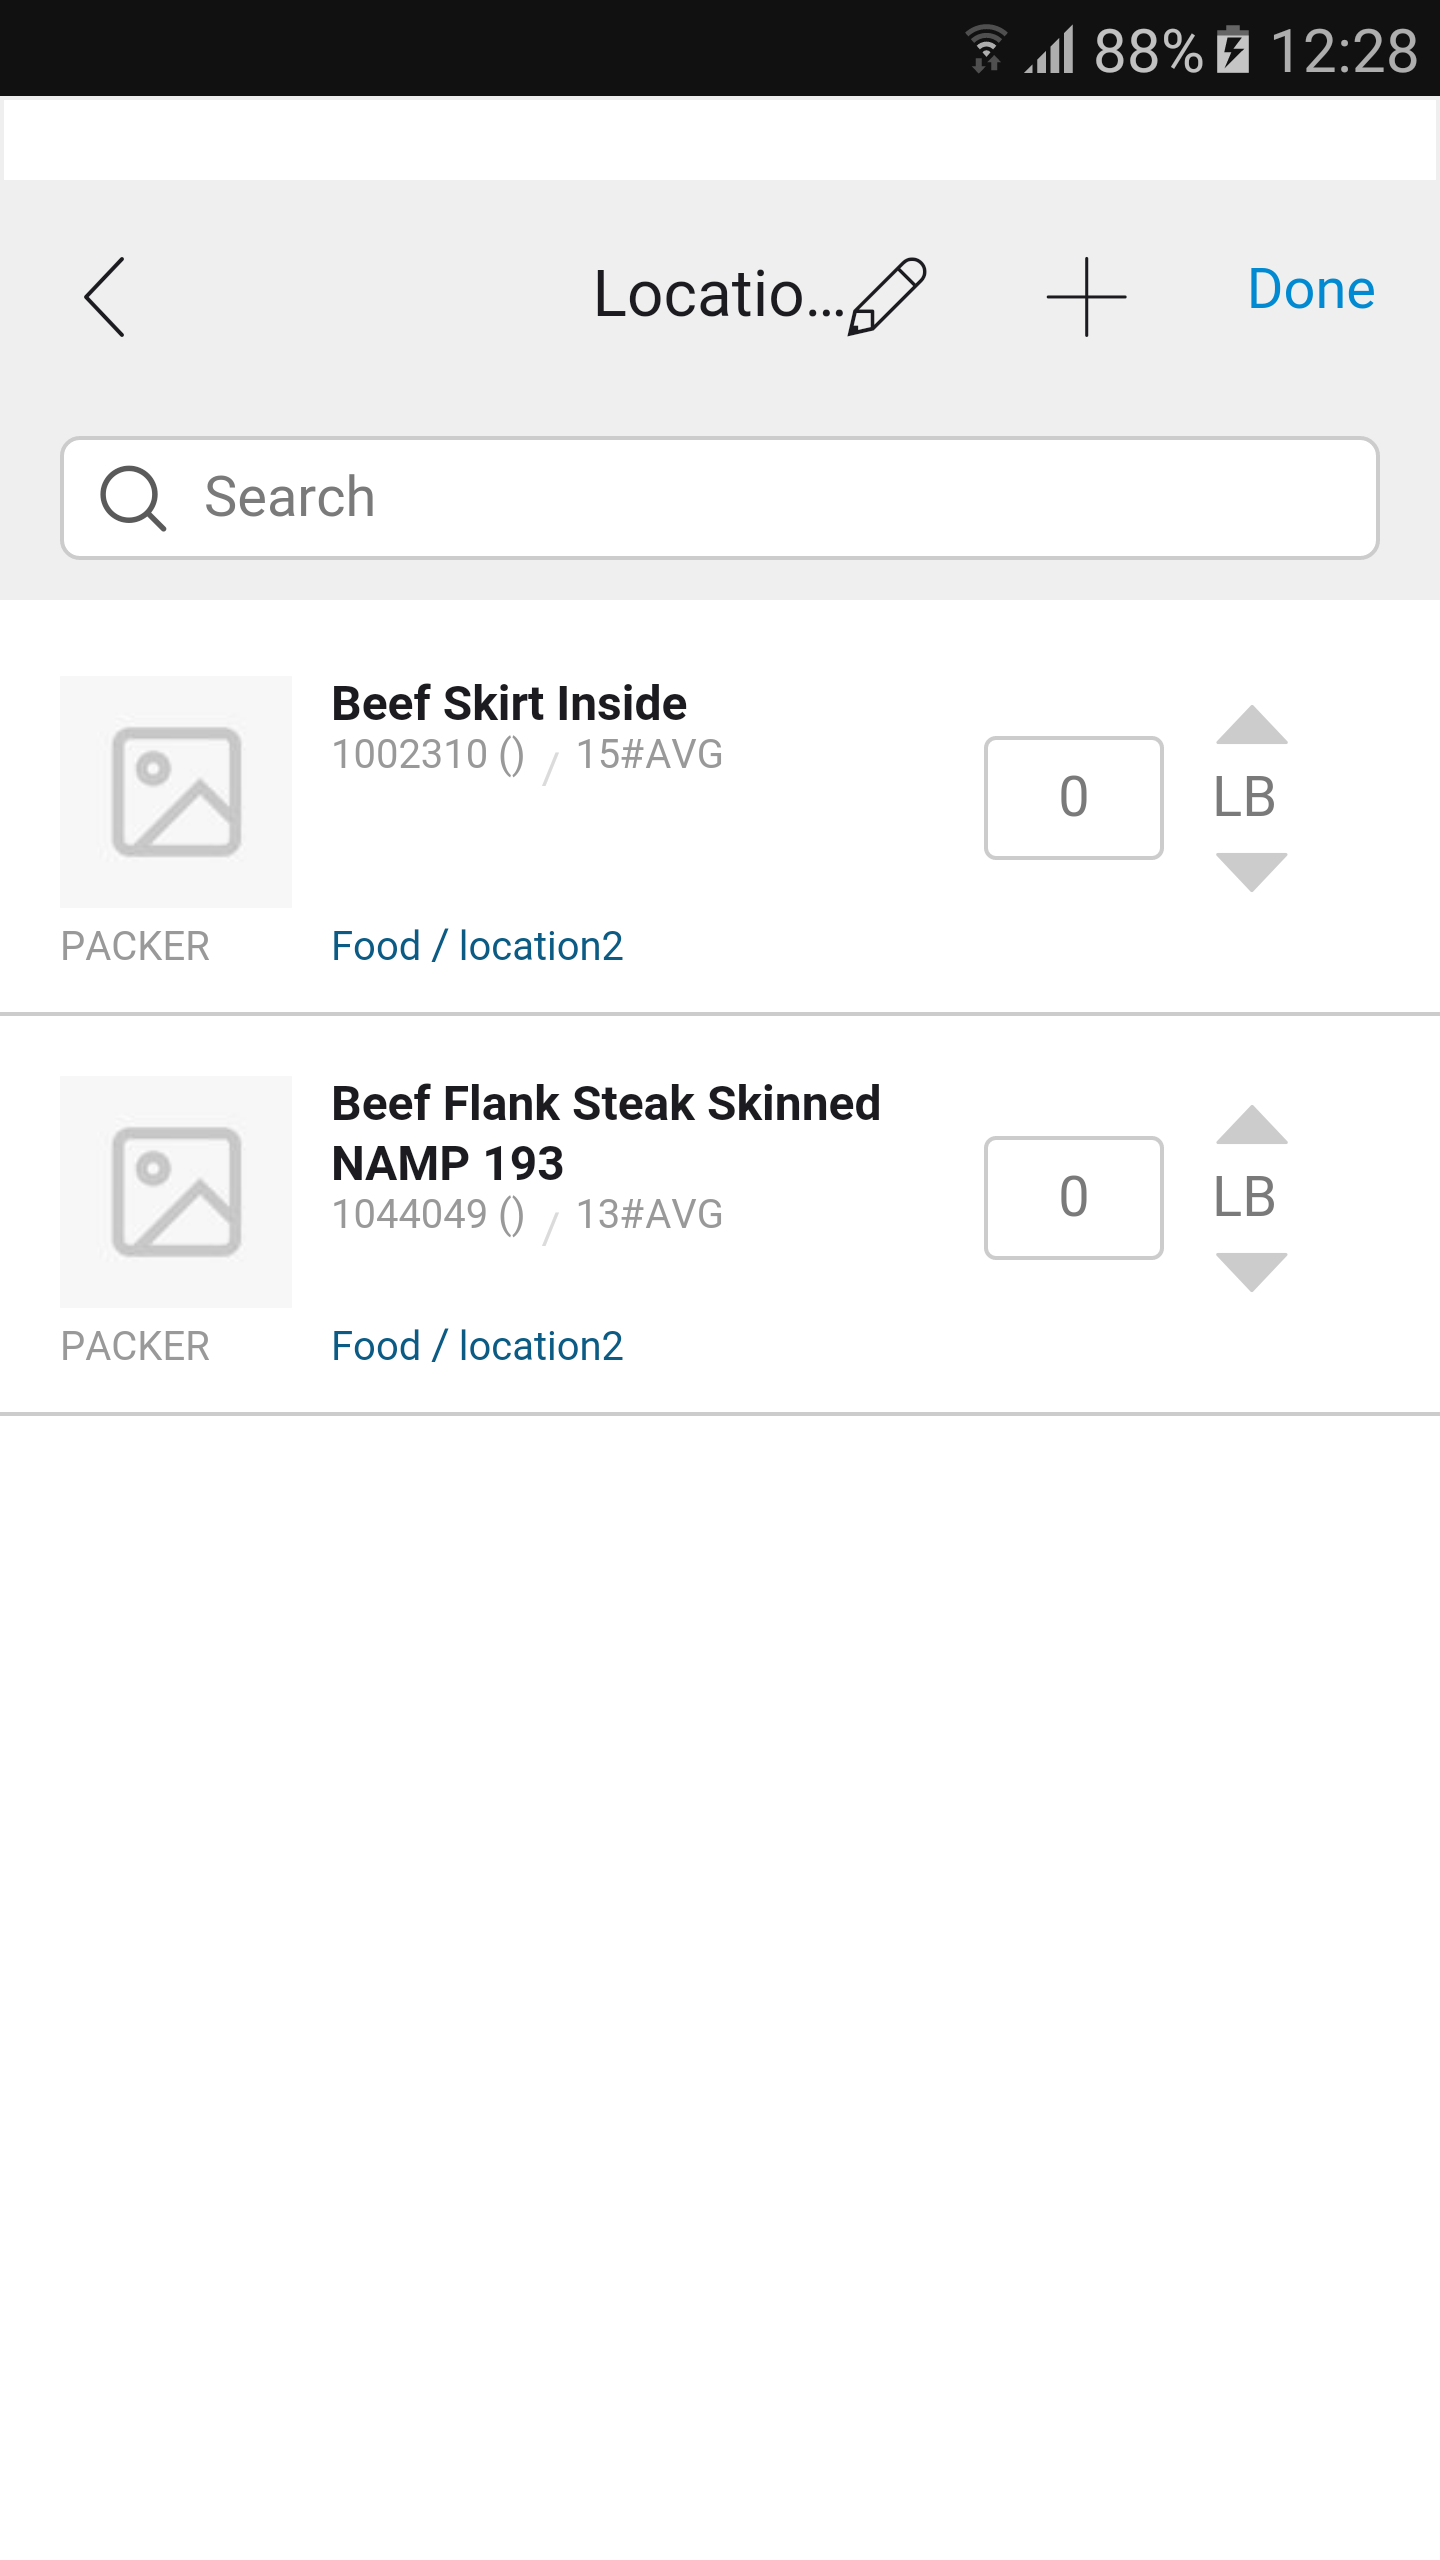 88% 12:28
Locatio... Done
Search
Beef Skirt Inside
1002310 () / 15#AVG
0 LB
PACKER Food / location2
Beef Flank Steak Skinned
NAMP 193
1044049 () / 13#AVG
0 LB
PACKER Food / location2